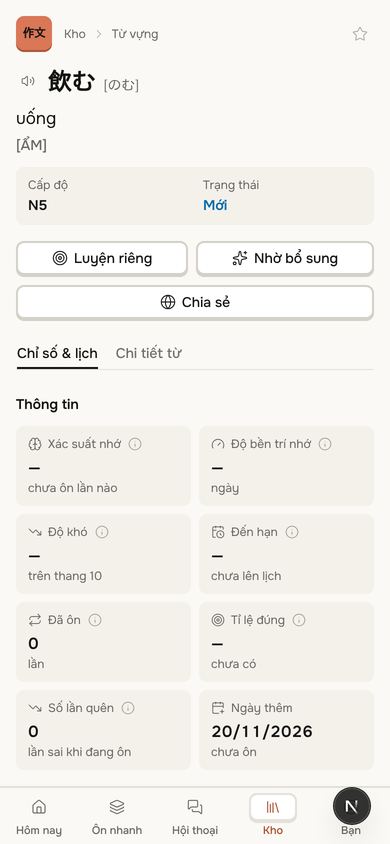 作文 Kho > Từ vựng
飲む [のむ]
uống
[ẨM]
Cấp độ Trạng thái
N5 Mới
Luyện riêng Nhờ bổ sung
Chia sẻ
Chỉ số & lịch Chi tiết từ
Thông tin
Xác suất nhớ Độ bền trí nhớ
– –
chưa ôn lần nào ngày
Độ khó Đến hạn
– –
trên thang 10 chưa lên lịch
Đã ôn Tỉ lệ đúng
0 –
lần chưa có
Số lần quên Ngày thêm
0 20/11/2026
lần sai khi đang ôn chưa ôn
N
Hôm nay Ôn nhanh Hội thoại Kho Bạn